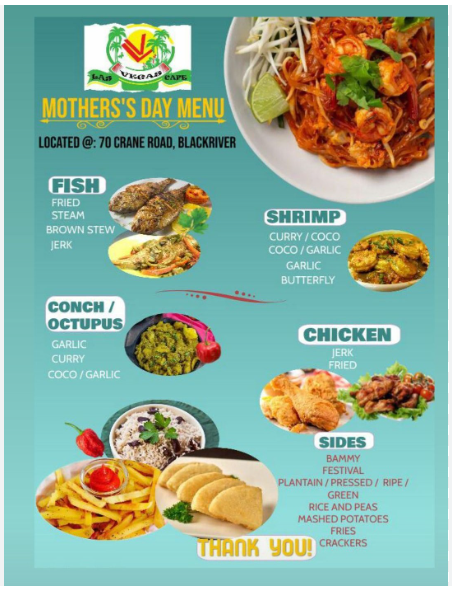 LAS VEGAS CAFE
MOTHERS'S DAY MENU
LOCATED @: 70 CRANE ROAD, BLACKRIVER
FISH
FRIED
STEAM
BROWN STEW
JERK
SHRIMP
CURRY / COCO
COCO / GARLIC
GARLIC
BUTTERFLY
CONCH /
OCTUPUS
GARLIC
CURRY
COCO / GARLIC
CHICKEN
JERK
FRIED
SIDES
BAMMY
FESTIVAL
PLANTAIN / PRESSED / RIPE /
GREEN
RICE AND PEAS
MASHED POTATOES
FRIES
CRACKERS
THANK YOU!